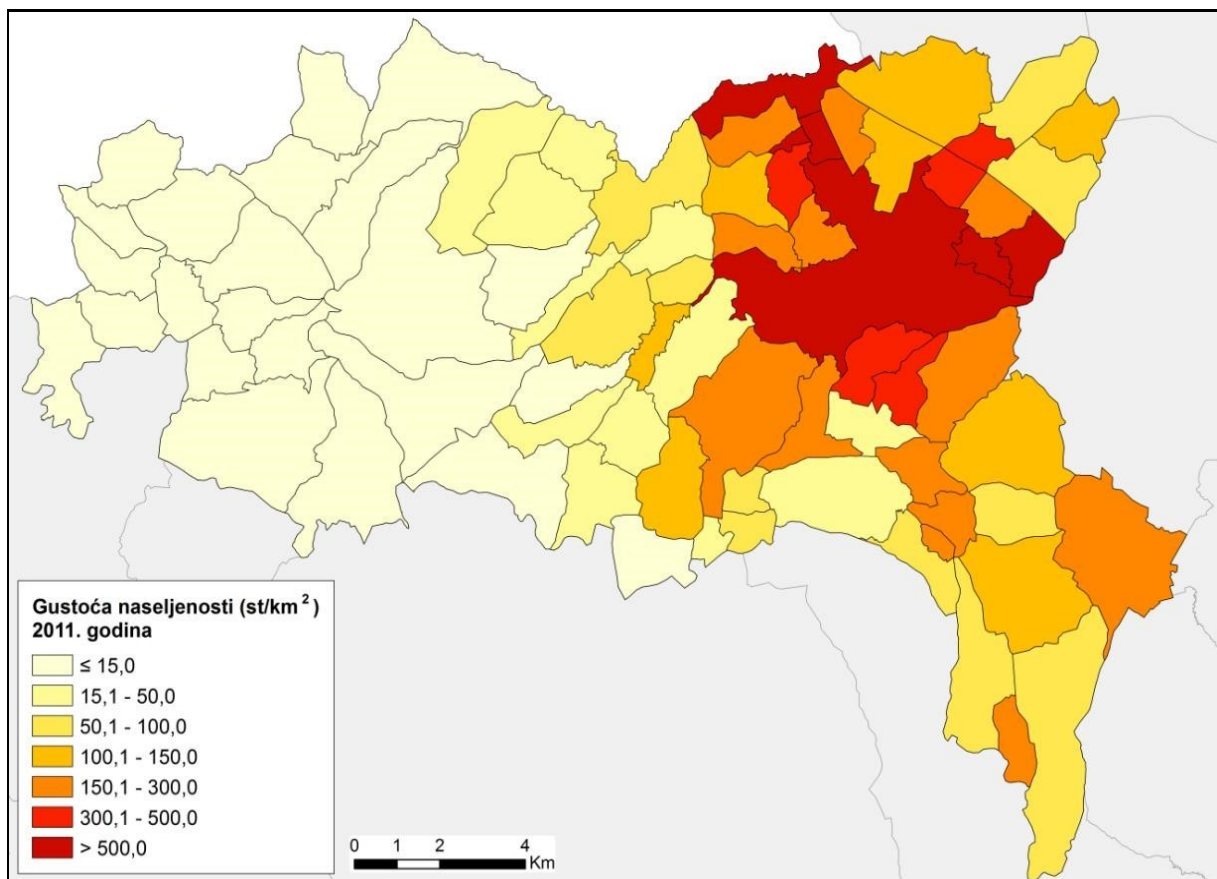 Gustoća naseljenosti (st/km²)
2011. godina
≤ 15,0
15,1 - 50,0
50,1 - 100,0
100,1 - 150,0
150,1 - 300,0
300,1 - 500,0
> 500,0
0 1 2 4
Km